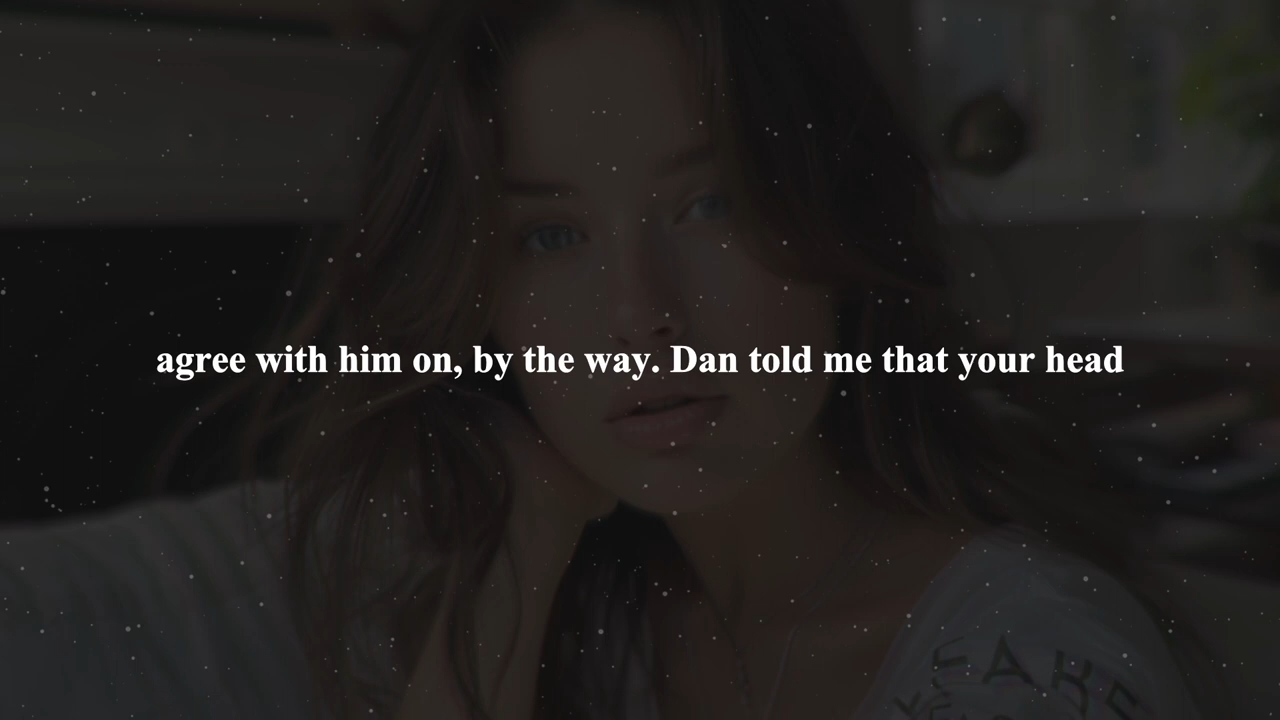 agree with him on, by the way. Dan told me that your head